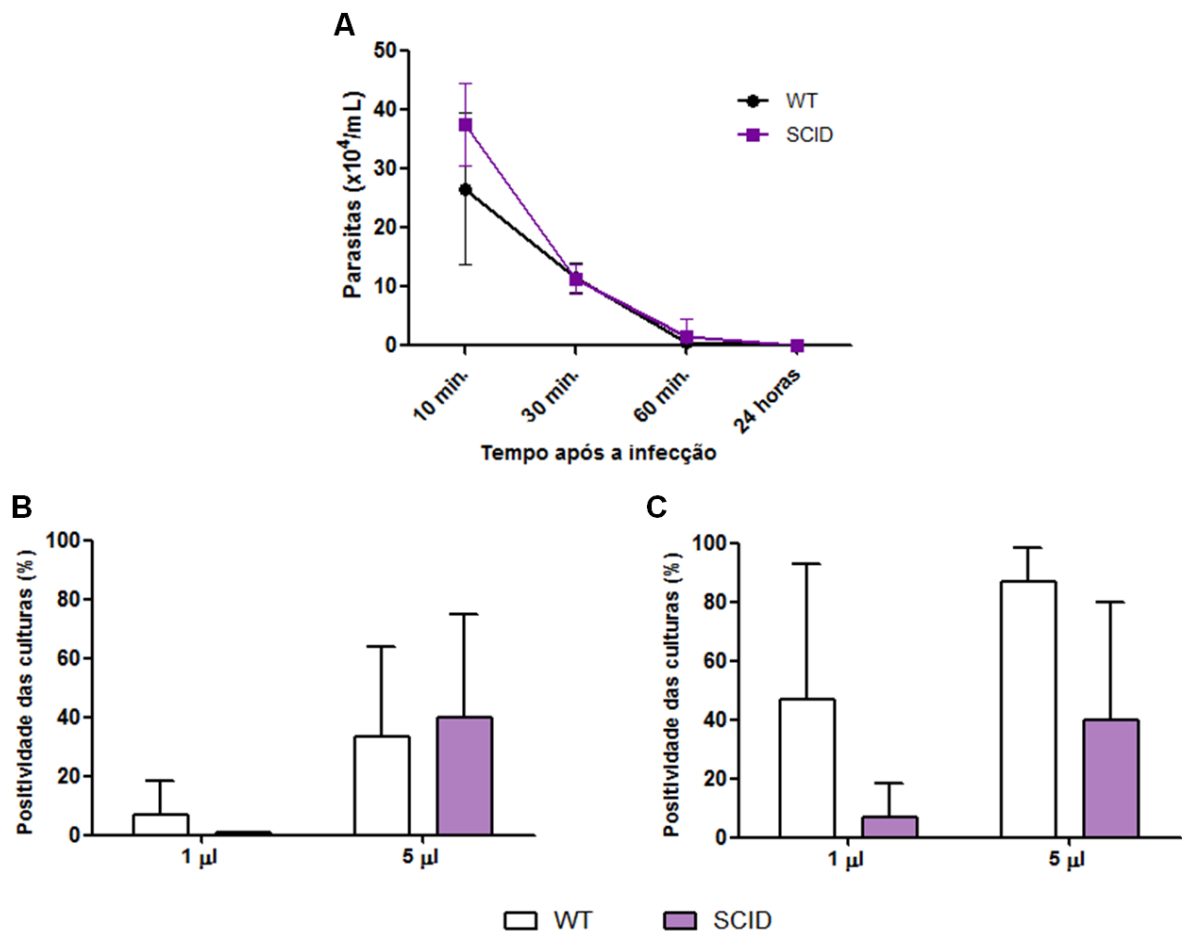 A
Parasitas (x10⁴/mL)
50
40
30
20
10
0
WT
SCID
10 min.
30 min.
60 min.
24 horas
Tempo após a infecção
B
Positividade das culturas (%)
100
80
60
40
20
0
1 µl
5 µl
C
Positividade das culturas (%)
100
80
60
40
20
0
1 µl
5 µl
WT
SCID